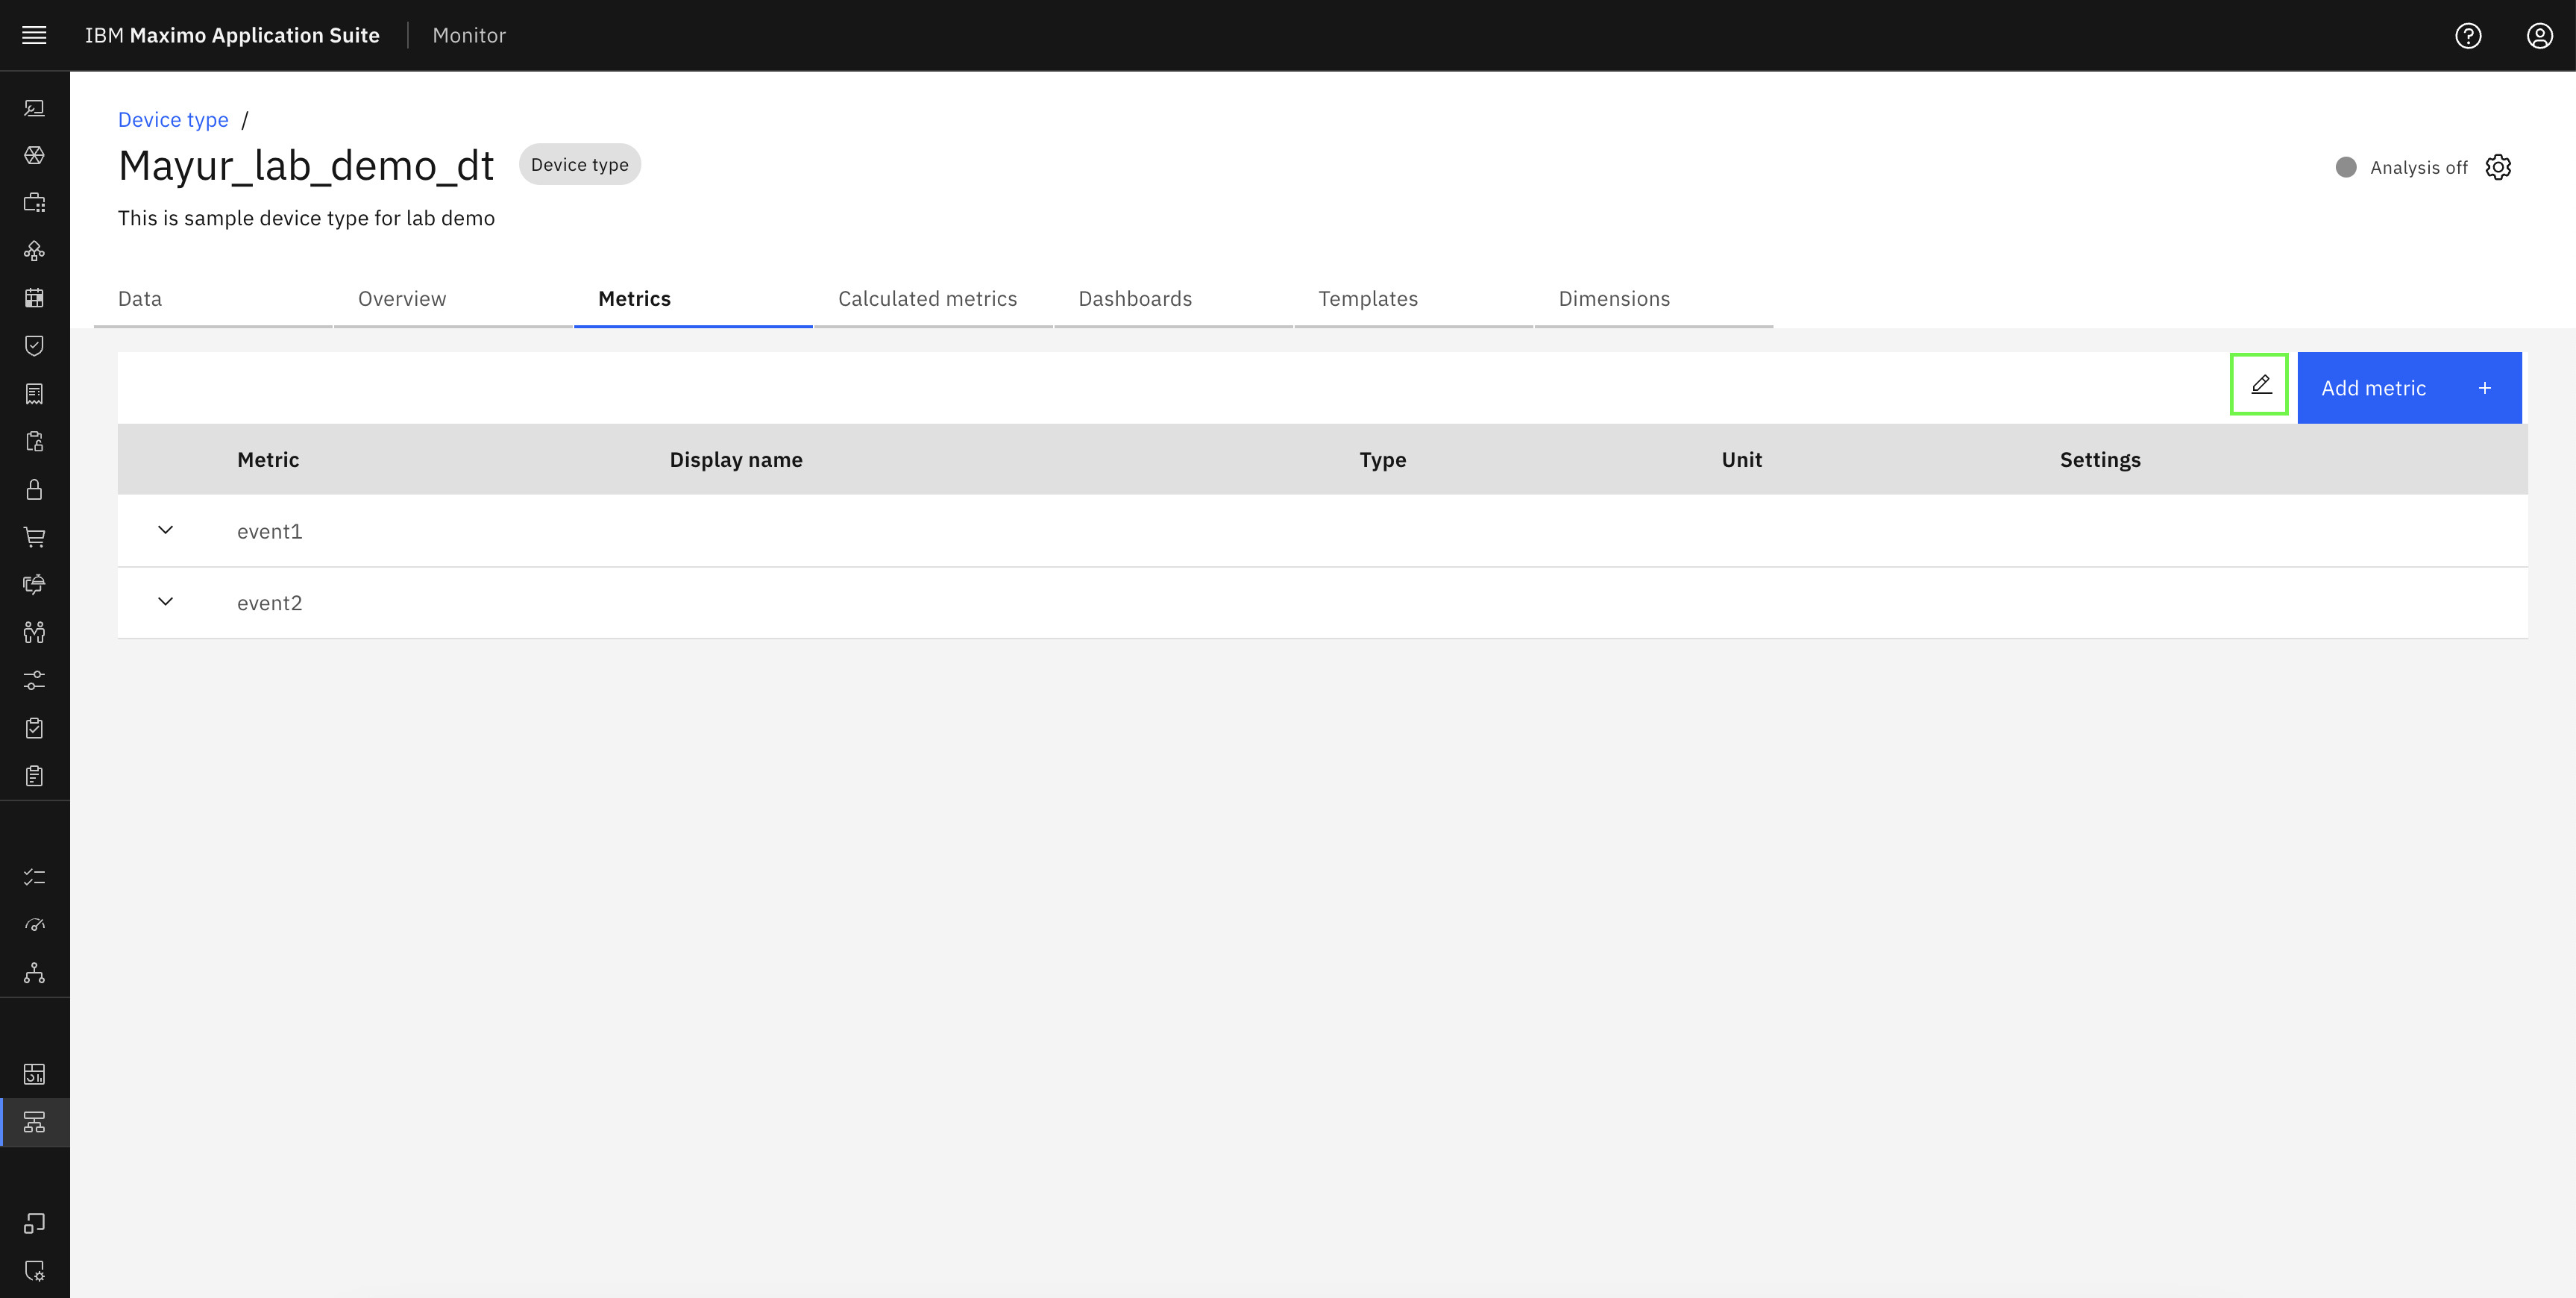 IBM Maximo Application Suite Monitor
Device type /
Mayur_lab_demo_dt Device type
Analysis off
This is sample device type for lab demo
Data Overview Metrics Calculated metrics Dashboards Templates Dimensions
Add metric +
Metric Display name Type Unit Settings
event1
event2